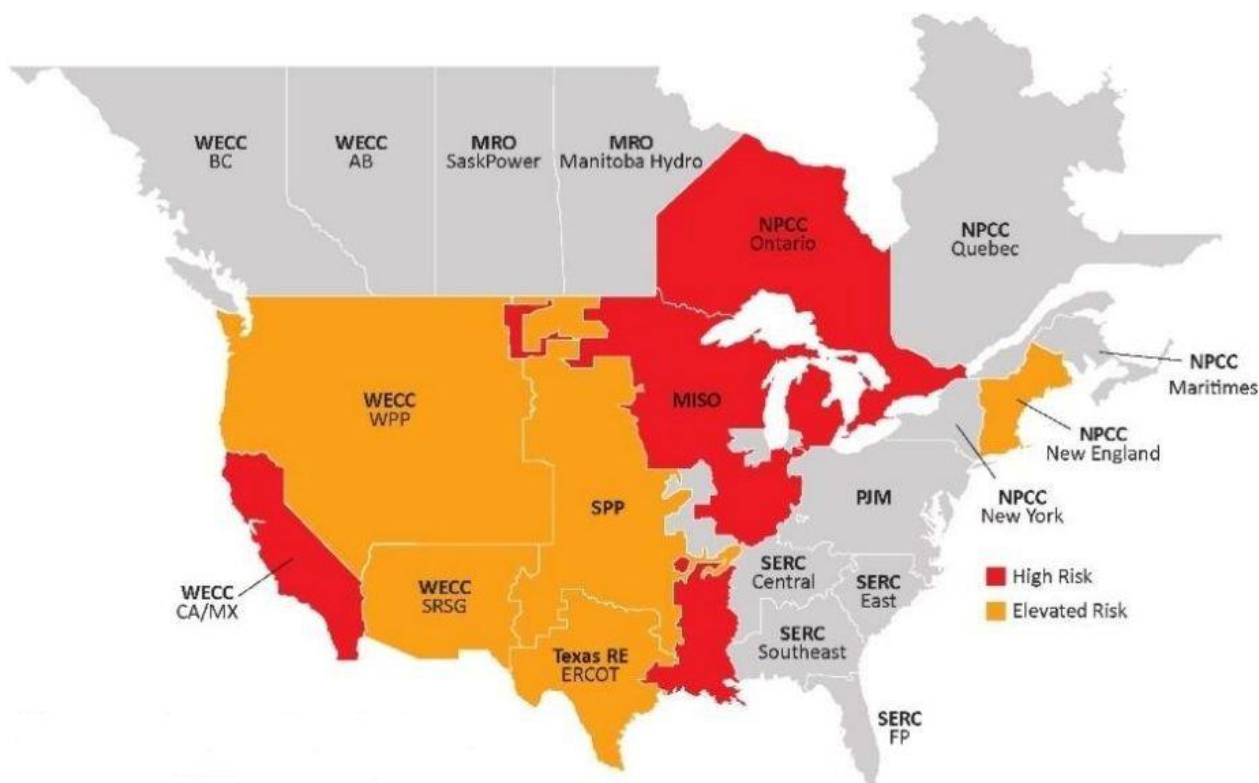 WECC
BC
WECC
AB
MRO
SaskPower
MRO
Manitoba Hydro
NPCC
Ontario
NPCC
Quebec
NPCC
Maritimes
WECC
WPP
MISO
NPCC
New England
SPP
PJM
NPCC
New York
WECC
CA/MX
WECC
SRSG
SERC
Central
SERC
East
High Risk
Elevated Risk
Texas RE
ERCOT
SERC
Southeast
SERC
FP